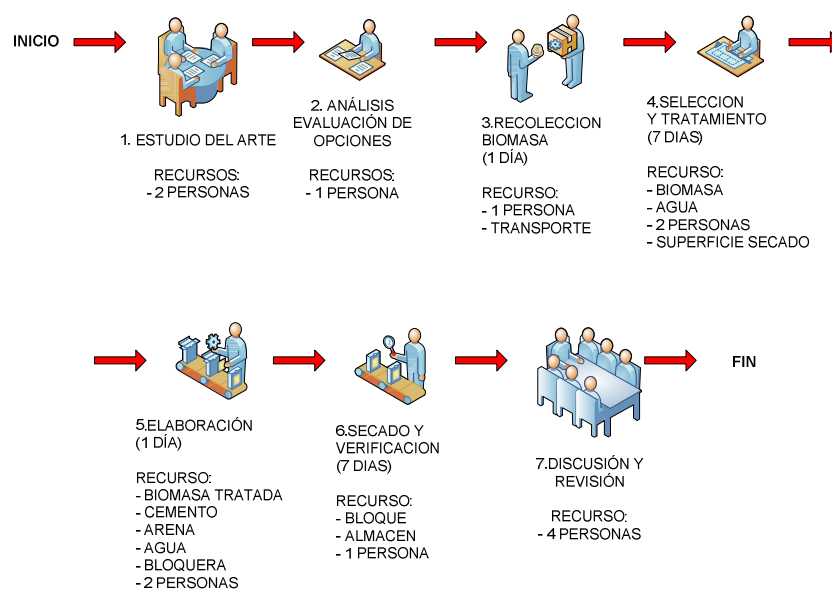 INICIO
1. ESTUDIO DEL ARTE
RECURSOS:
- 2 PERSONAS
2. ANÁLISIS
EVALUACIÓN DE
OPCIONES
RECURSOS:
- 1 PERSONA
3.RECOLECCION
BIOMASA
(1 DÍA)
RECURSO:
- 1 PERSONA
- TRANSPORTE
4.SELECCION
Y TRATAMIENTO
(7 DIAS)
RECURSO:
- BIOMASA
- AGUA
- 2 PERSONAS
- SUPERFICIE SECADO
5.ELABORACIÓN
(1 DÍA)
RECURSO:
- BIOMASA TRATADA
- CEMENTO
- ARENA
- AGUA
- BLOQUERA
- 2 PERSONAS
6.SECADO Y
VERIFICACION
(7 DIAS)
RECURSO:
- BLOQUE
- ALMACEN
- 1 PERSONA
7.DISCUSIÓN Y
REVISIÓN
RECURSO:
- 4 PERSONAS
FIN